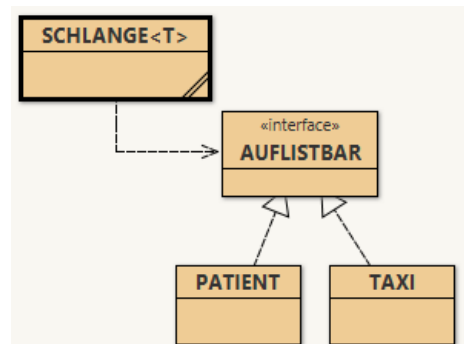 SCHLANGE<T>
«interface»
AUFLISTBAR
PATIENT
TAXI